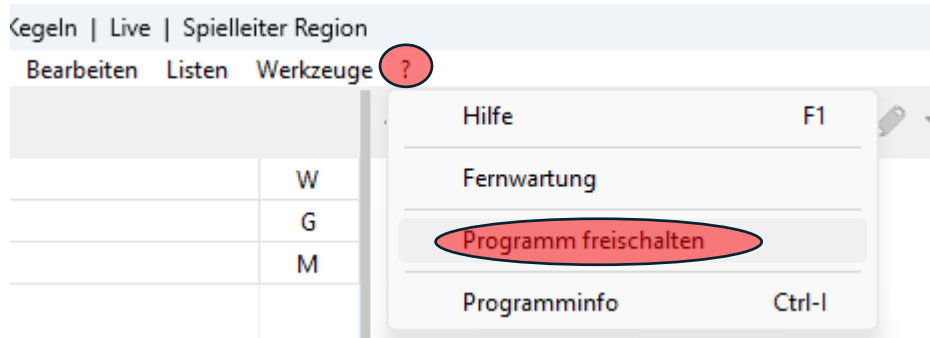 Kegeln | Live | Spielleiter Region
Bearbeiten Listen Werkzeuge ?
Hilfe F1
Fernwartung
W
G
Programm freischalten
M
Programminfo Ctrl-I